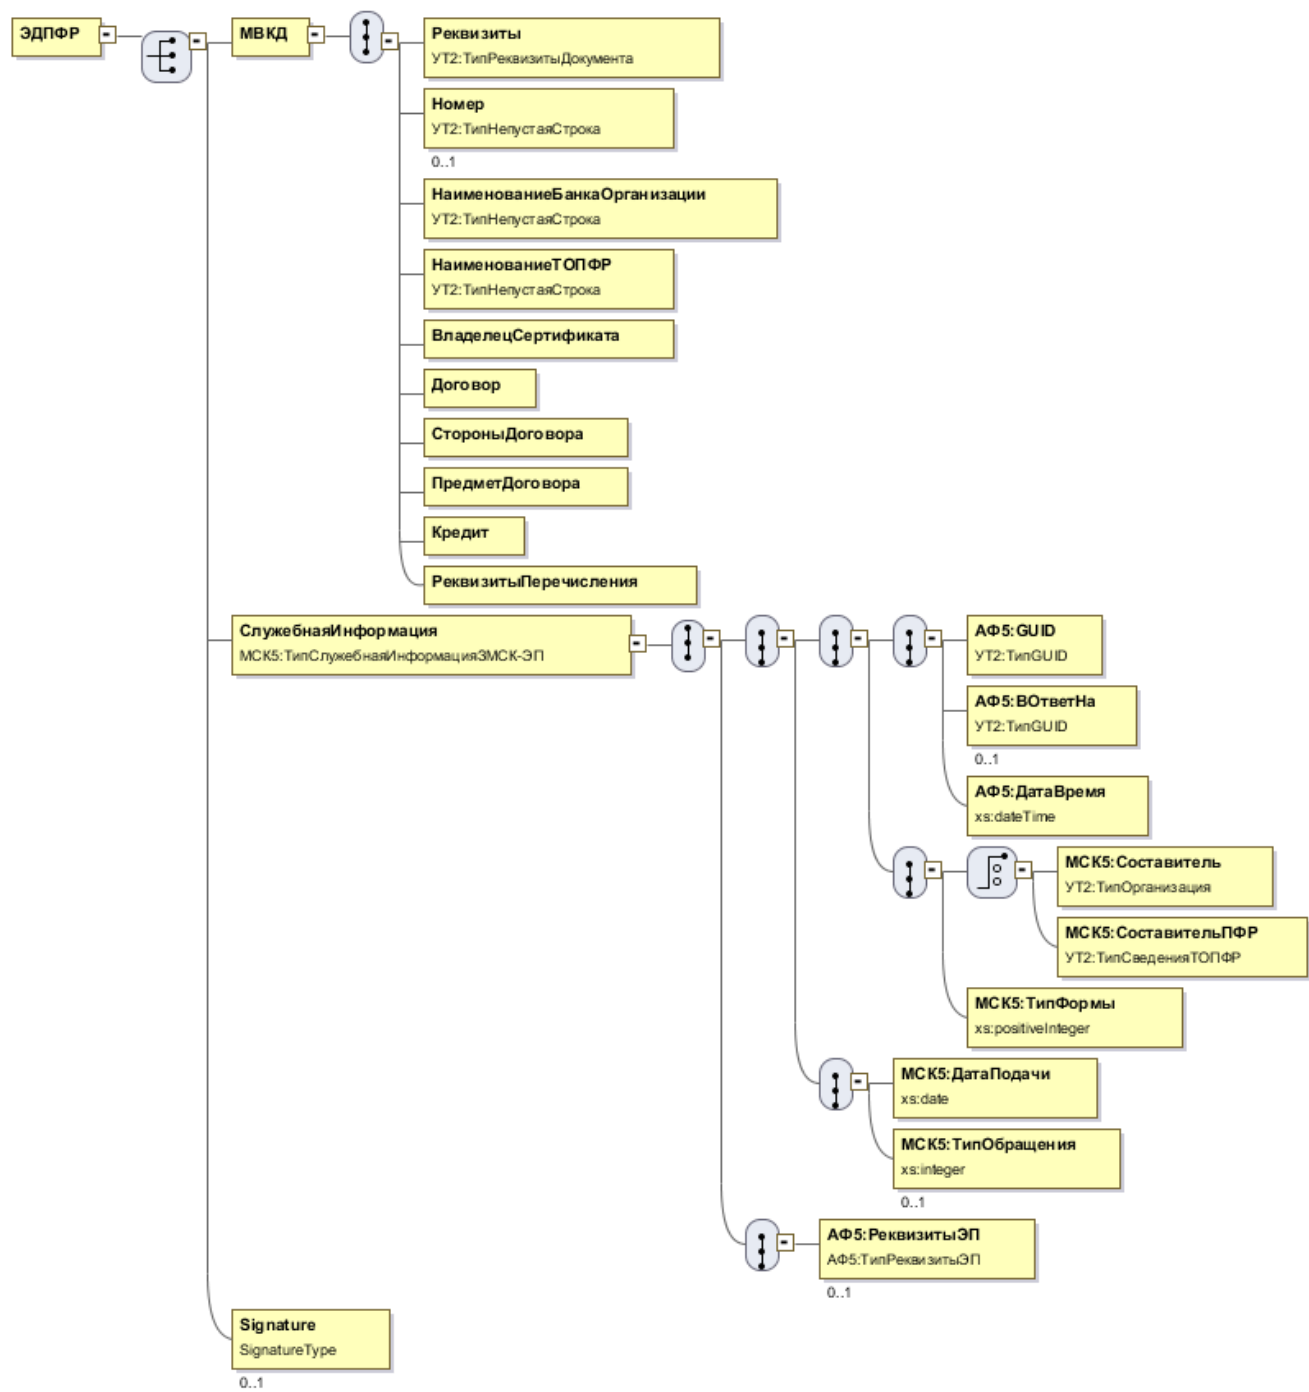 ЭДПФР
МВКД
Реквизиты
УТ2:ТипРеквизитыДокумента
Номер
УТ2:ТипНепустаяСтрока
0..1
НаименованиеБанкаОрганизации
УТ2:ТипНепустаяСтрока
НаименованиеТОПФР
УТ2:ТипНепустаяСтрока
ВладелецСертификата
Договор
СтороныДоговора
ПредметДоговора
Кредит
РеквизитыПеречисления
СлужебнаяИнформация
МСК5:ТипСлужебнаяИнформацияЗМСК-ЭП
АФ5:GUID
УТ2:ТипGUID
АФ5:ВОтветНа
УТ2:ТипGUID
0..1
АФ5:ДатаВремя
xs:dateTime
МСК5:Составитель
УТ2:ТипОрганизация
МСК5:СоставительПФР
УТ2:ТипСведенияТОПФР
МСК5:ТипФормы
xs:positiveInteger
МСК5:ДатаПодачи
xs:date
МСК5:ТипОбращения
xs:integer
0..1
АФ5:РеквизитыЭП
АФ5:ТипРеквизитыЭП
0..1
Signature
SignatureType
0..1